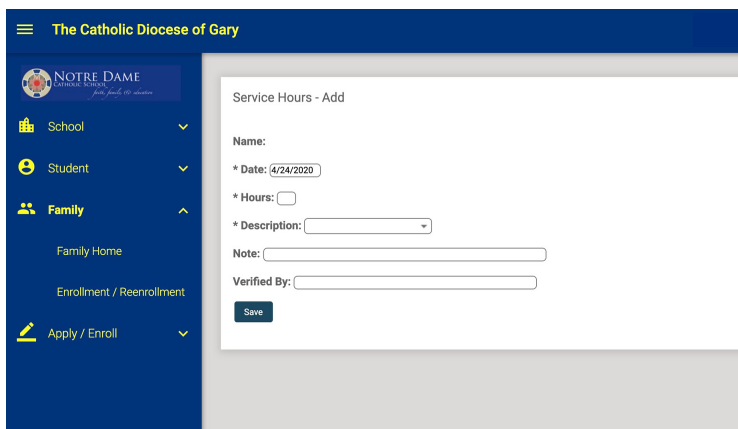 The Catholic Diocese of Gary
NOTRE DAME
CATHOLIC SCHOOL
faith, family, & education
School
Student
Family
Family Home
Enrollment / Reenrollment
Apply / Enroll
Service Hours - Add
Name:
* Date: 4/24/2020
* Hours:
* Description:
Note:
Verified By:
Save